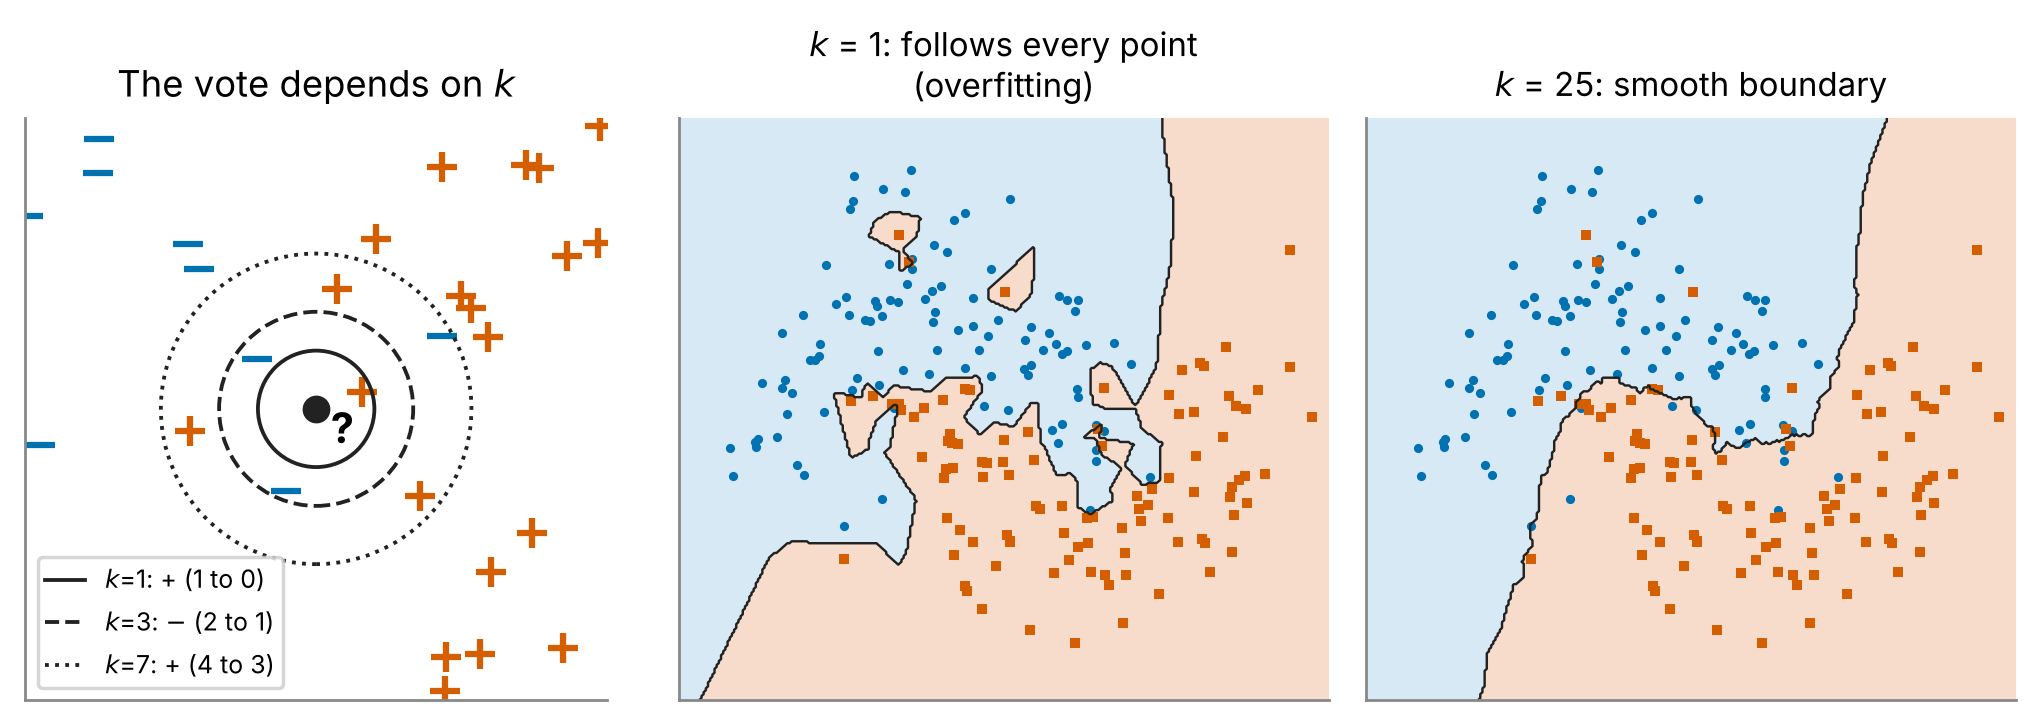 The vote depends on k
?
k=1: + (1 to 0)
k=3: − (2 to 1)
k=7: + (4 to 3)
k = 1: follows every point
(overfitting)
k = 25: smooth boundary